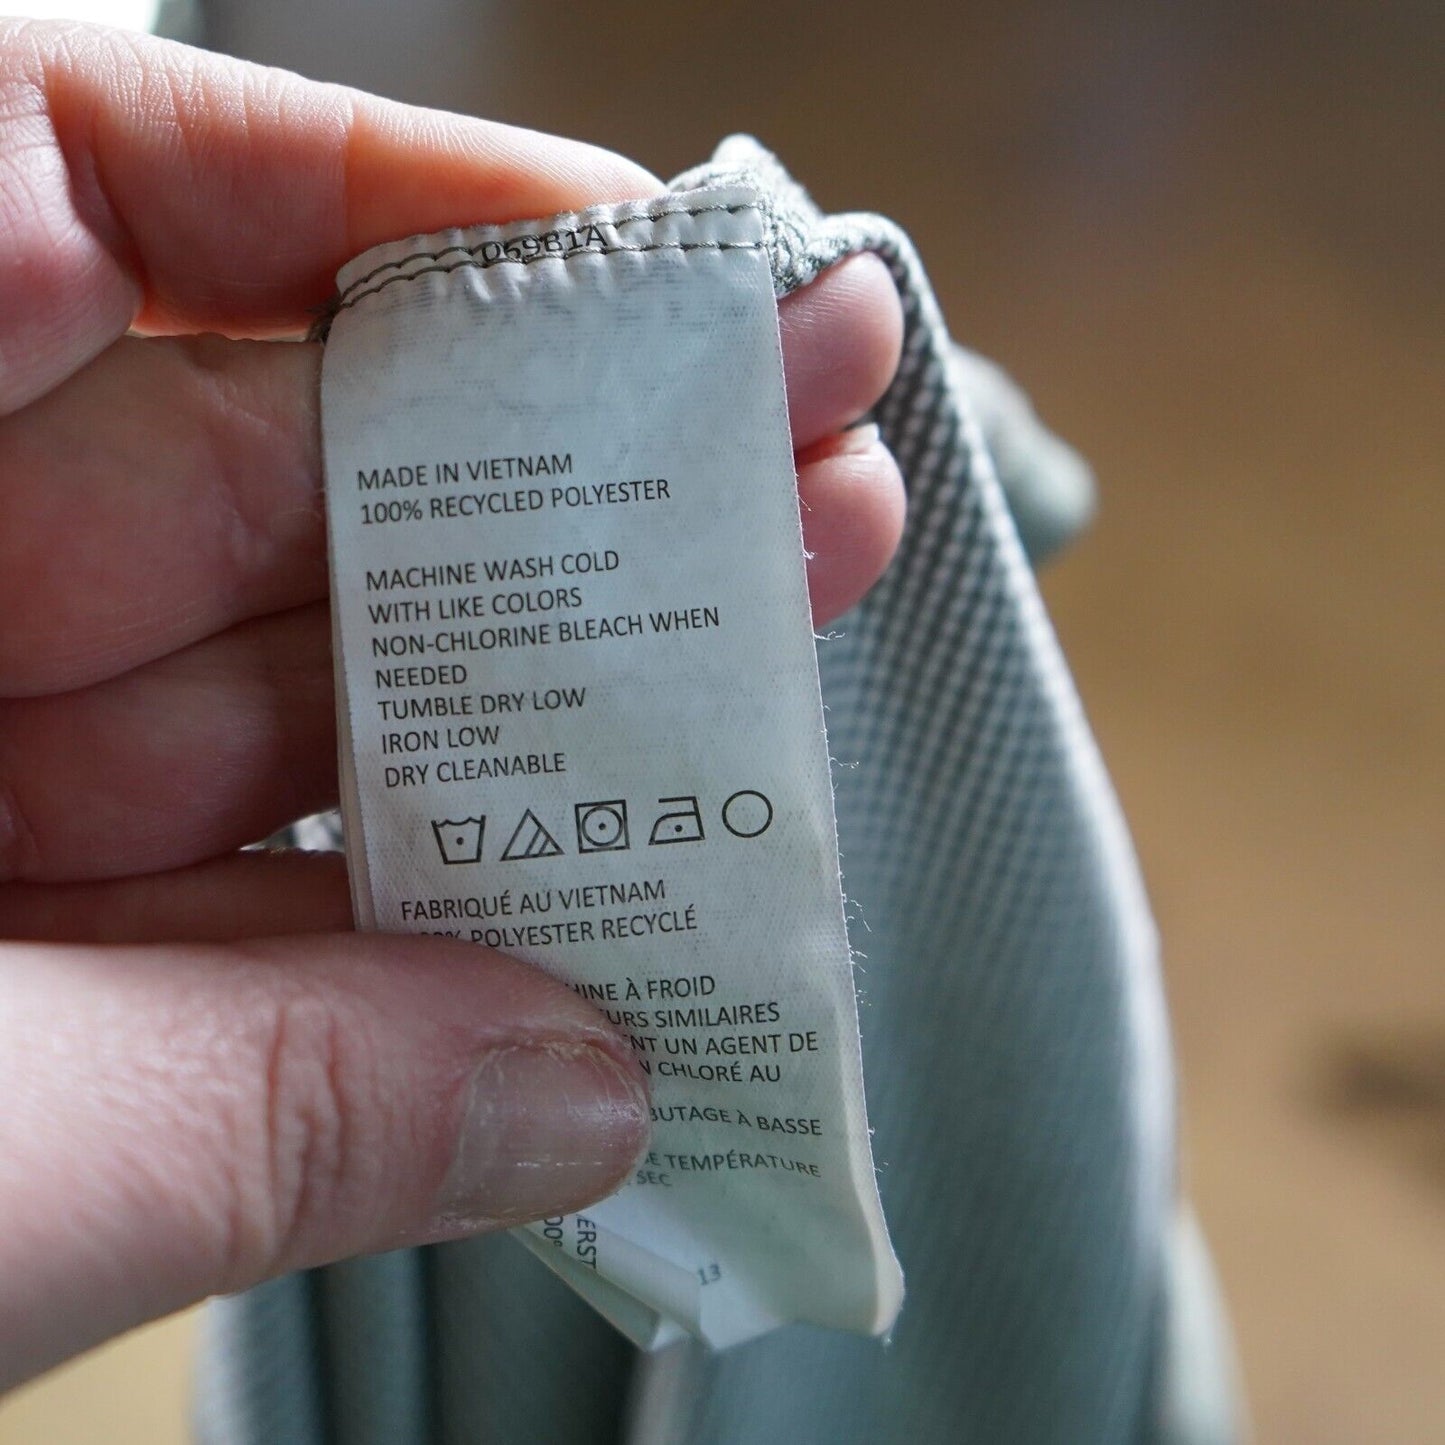 D69B1A
MADE IN VIETNAM
100% RECYCLED POLYESTER
MACHINE WASH COLD
WITH LIKE COLORS
NON-CHLORINE BLEACH WHEN
NEEDED
TUMBLE DRY LOW
IRON LOW
DRY CLEANABLE
FABRIQUÉ AU VIETNAM
POLYESTER RECYCLÉ
À FROID
SIMILAIRES
UN AGENT DE
CHLORÉ AU
À BASSE
TEMPÉRATURE
SEC
13